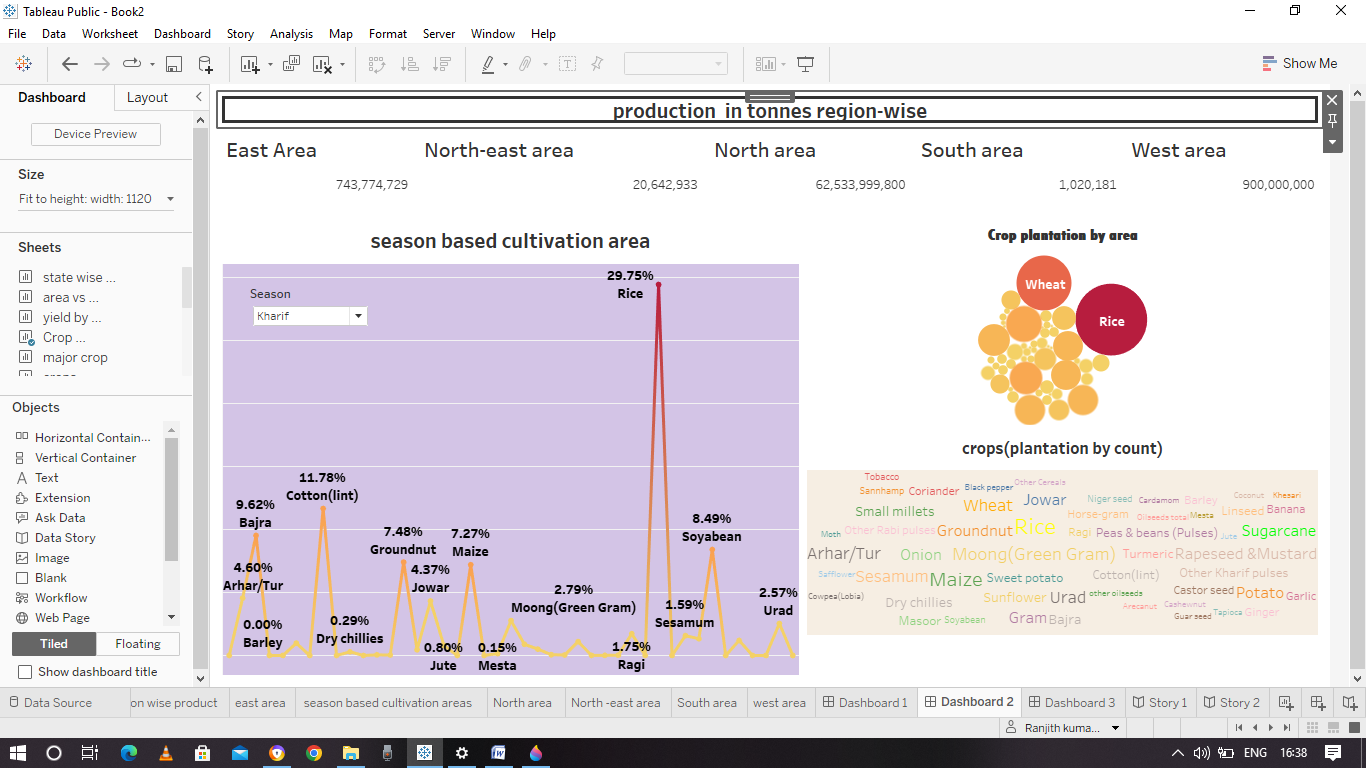 Tableau Public - Book2
File Data Worksheet Dashboard Story Analysis Map Format Server Window Help
Show Me
Dashboard Layout
Device Preview
Size
Fit to height: width: 1120
Sheets
state wise ...
area vs ...
yield by ...
Crop ...
major crop
Objects
Horizontal Contain...
Vertical Container
Text
Extension
Ask Data
Data Story
Image
Blank
Workflow
Web Page
Tiled Floating
Show dashboard title
production in tonnes region-wise
East Area North-east area North area South area West area
743,774,729 20,642,933 62,533,999,800 1,020,181 900,000,000
season based cultivation area
Season
Kharif
29.75%
Rice
11.78%
Cotton(lint)
9.62%
Bajra
8.49%
Soyabean
7.48%
Groundnut
7.27%
Maize
4.60%
Arhar/Tur
4.37%
Jowar
2.79%
Moong(Green Gram)
2.57%
Urad
1.59%
Sesamum
0.00%
Barley
0.29%
Dry chillies
0.80%
Jute
0.15%
Mesta
1.75%
Ragi
Crop plantation by area
Wheat
Rice
crops(plantation by count)
Tobacco
Sannhamp Coriander Black pepper Other Cereals
Small millets Wheat Jowar Niger seed Cardamom Barley Coconut Khesari
Horse-gram Oilseeds total Mesta Linseed Banana
Moth Other Rabi pulses Groundnut Rice Ragi Peas & beans (Pulses) Jute Sugarcane
Arhar/Tur Onion Moong(Green Gram) Turmeric Rapeseed &Mustard
Safflower Sesamum Maize Sweet potato Cotton(lint) Other Kharif pulses
Cowpea(Lobia) Dry chillies Sunflower Urad other oilseeds Castor seed Potato Garlic
Arecanut Cashewnut Tapioca Ginger
Masoor Soyabean Gram Bajra Guar seed
Data Source on wise product east area season based cultivation areas North area North -east area South area west area Dashboard 1 Dashboard 2 Dashboard 3 Story 1 Story 2
Ranjith kuma...
ENG 16:38